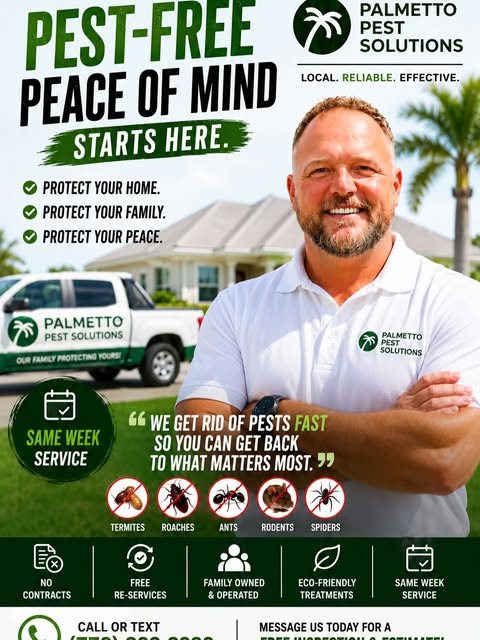 PEST-FREE
PEACE OF MIND
STARTS HERE.
PALMETTO
PEST
SOLUTIONS
LOCAL. RELIABLE. EFFECTIVE.
PROTECT YOUR HOME.
PROTECT YOUR FAMILY.
PROTECT YOUR PEACE.
PALMETTO
PEST SOLUTIONS
OUR FAMILY PROTECTING YOURS!
PALMETTO
PEST
SOLUTIONS
SAME WEEK
SERVICE
“WE GET RID OF PESTS FAST
SO YOU CAN GET BACK
TO WHAT MATTERS MOST.”
TERMITES
ROACHES
ANTS
RODENTS
SPIDERS
NO
CONTRACTS
FREE
RE-SERVICES
FAMILY OWNED
& OPERATED
ECO-FRIENDLY
TREATMENTS
SAME WEEK
SERVICE
CALL OR TEXT
MESSAGE US TODAY FOR A
FREE INSPECTION & ESTIMATE!